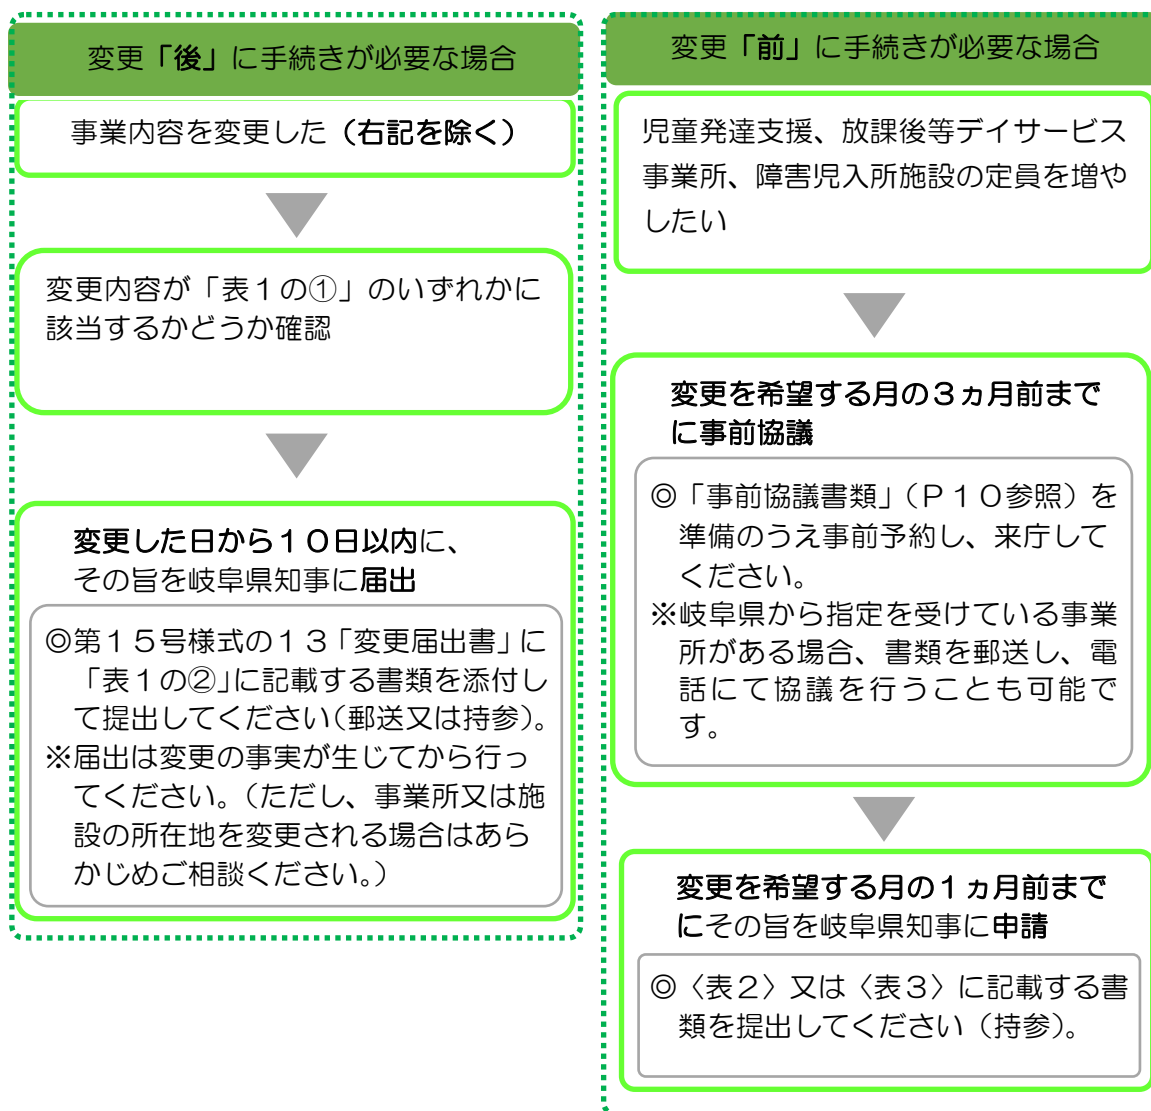 変更「後」に手続きが必要な場合
事業内容を変更した（右記を除く）
変更内容が「表１の①」のいずれかに
該当するかどうか確認
変更した日から１０日以内に、
その旨を岐阜県知事に届出
◎第１５号様式の１３「変更届出書」に
「表１の②」に記載する書類を添付し
て提出してください（郵送又は持参）。
※届出は変更の事実が生じてから行っ
てください。（ただし、事業所又は施
設の所在地を変更される場合はあら
かじめご相談ください。）
変更「前」に手続きが必要な場合
児童発達支援、放課後等デイサービス
事業所、障害児入所施設の定員を増や
したい
変更を希望する月の３ヵ月前まで
に事前協議
◎「事前協議書類」（Ｐ１０参照）を
準備のうえ事前予約し、来庁して
ください。
※岐阜県から指定を受けている事業
所がある場合、書類を郵送し、電
話にて協議を行うことも可能で
す。
変更を希望する月の１ヵ月前まで
にその旨を岐阜県知事に申請
◎〈表２〉又は〈表３〉に記載する書
類を提出してください（持参）。